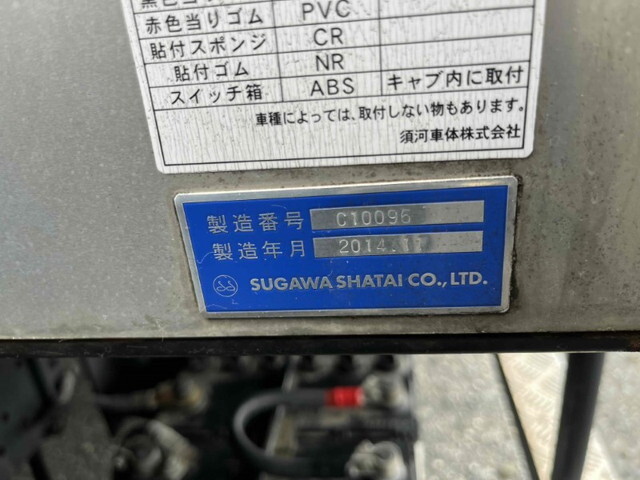 赤色当りゴム PVC
貼付スポンジ CR
貼付ゴム NR
スイッチ箱 ABS キャブ内に取付
車種によっては、取付しない物もあります。
須河車体株式会社
製造番号 C10096
製造年月 2014.11
SUGAWA SHATAI CO., LTD.